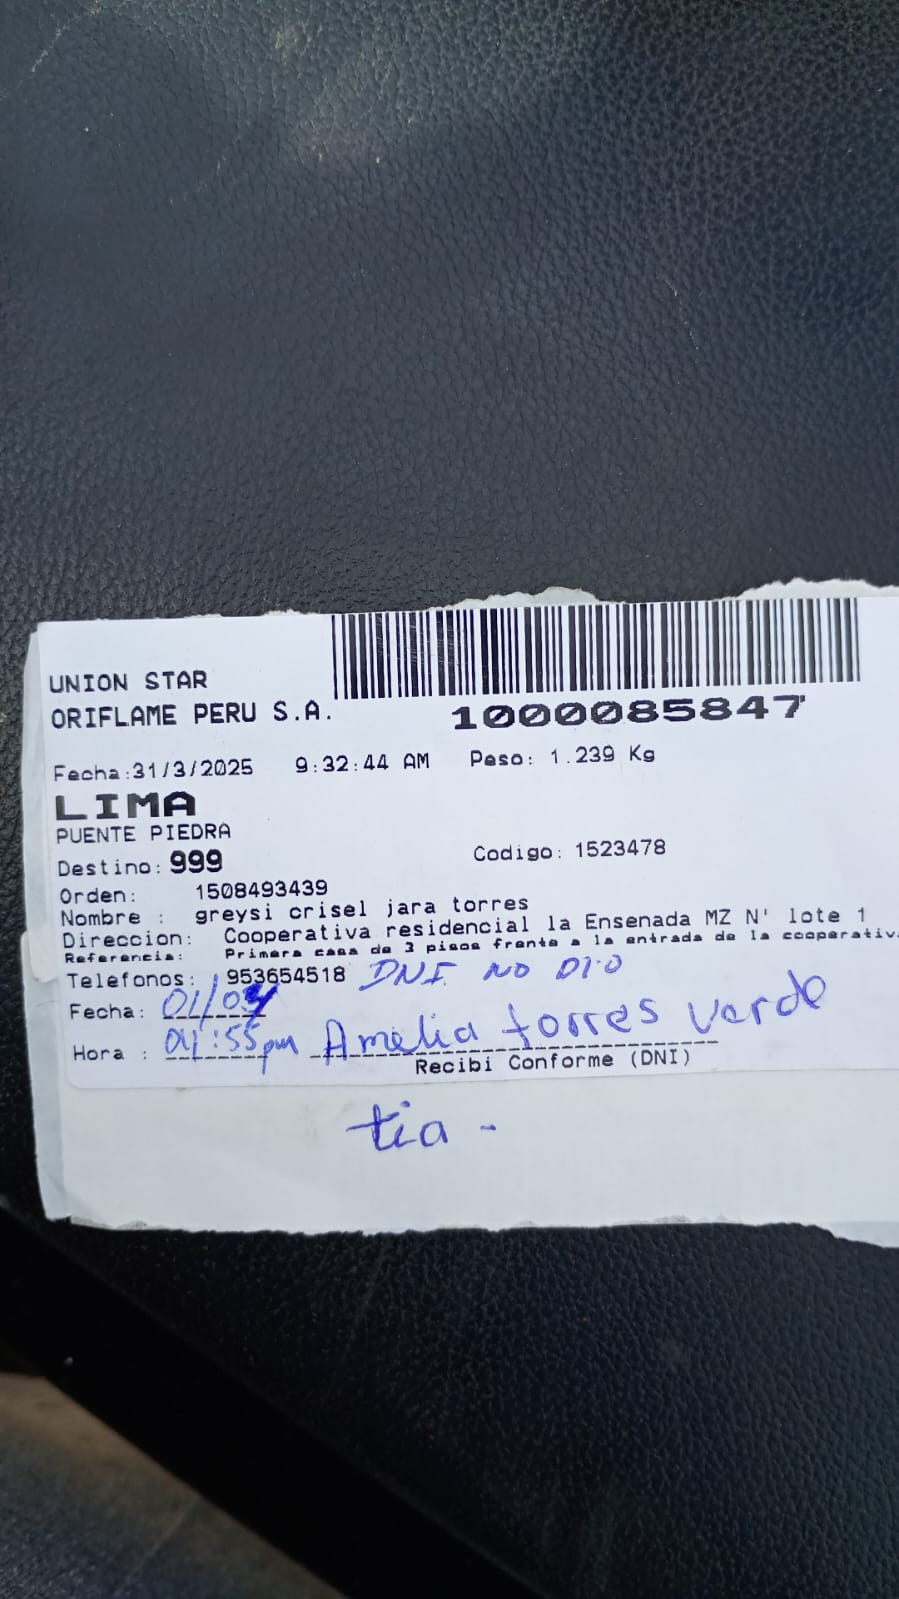 UNION STAR
ORIFLAME PERU S.A.
1000085847
Fecha:31/3/2025 9:32:44 AM Peso: 1.239 Kg
LIMA
PUENTE PIEDRA
Destino: 999 Codigo: 1523478
Orden: 1508493439
Nombre : greysi crisel jara torres
Direccion: Cooperativa residencial la Ensenada MZ N' lote 1
Referencia: Primera casa de 3 pisos frente a la entrada de la cooperativ
Telefonos: 953654518 DNI NO DIO
Fecha: 01/04
Hora : 04:55pm Amelia torres Verde
Recibi Conforme (DNI)
tia -